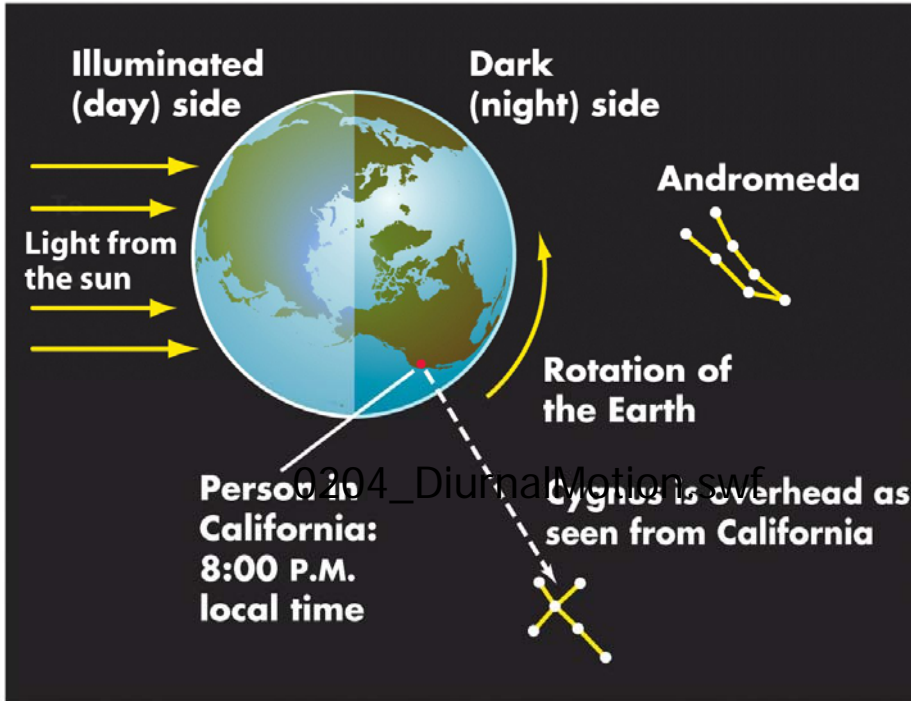 Illuminated
(day) side
Dark
(night) side
Andromeda
Light from
the sun
Rotation of
the Earth
Person in
California:
8:00 P.M.
local time
0204_DiurnalMotion.swf
Cygnus is overhead as
seen from California